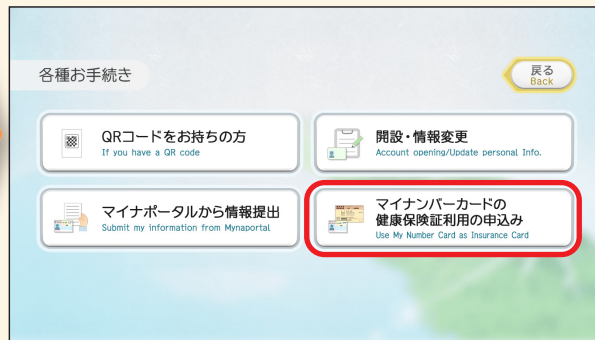 各種お手続き
戻る
Back
QRコードをお持ちの方
If you have a QR code
開設・情報変更
Account opening/Update personal Info.
マイナポータルから情報提出
Submit my information from Mynaportal
マイナンバーカードの
健康保険証利用の申込み
Use My Number Card as Insurance Card